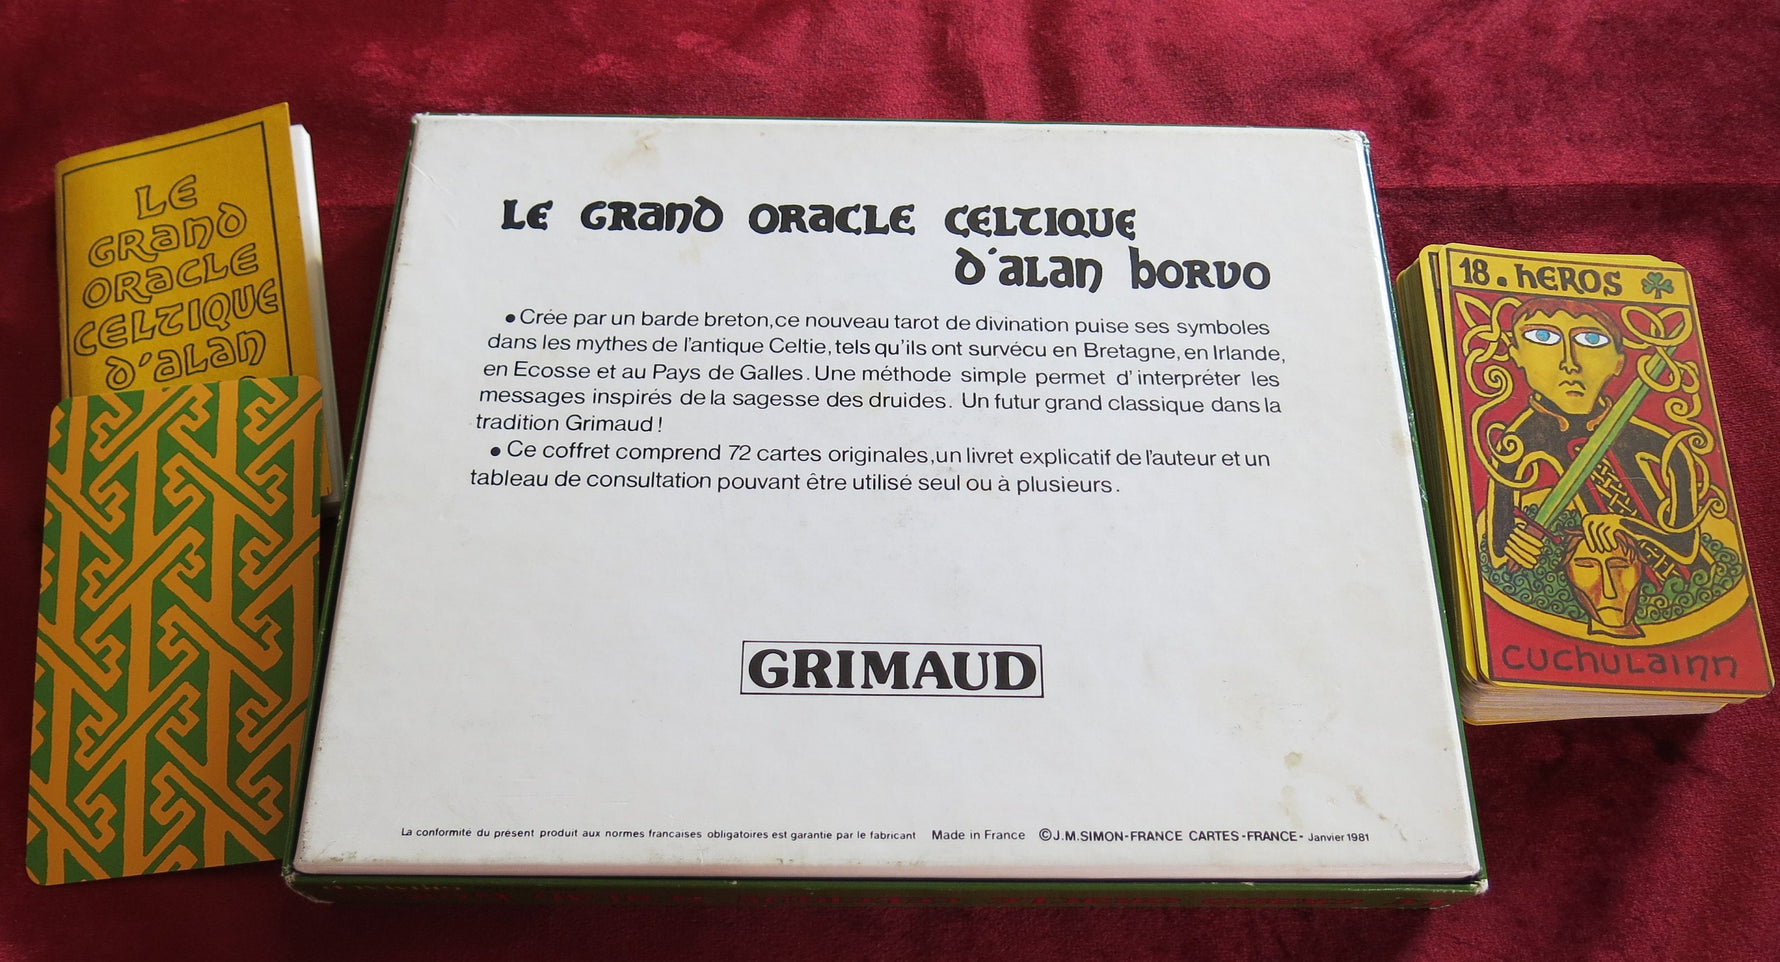 LE
GRAND
ORACLE
CELTIQUE
d'ALAN
LE GRAND ORACLE CELTIQUE
d'ALAN BORVO
• Crée par un barde breton, ce nouveau tarot de divination puise ses symboles
dans les mythes de l'antique Celtie, tels qu'ils ont survécu en Bretagne, en Irlande,
en Ecosse et au Pays de Galles. Une méthode simple permet d'interpréter les
messages inspirés de la sagesse des druides. Un futur grand classique dans la
tradition Grimaud !
• Ce coffret comprend 72 cartes originales, un livret explicatif de l'auteur et un
tableau de consultation pouvant être utilisé seul ou à plusieurs.
GRIMAUD
La conformité du présent produit aux normes francaises obligatoires est garantie par le fabricant Made in France ©J.M.SIMON-FRANCE CARTES-FRANCE- Janvier 1981
18. HEROS
CUCHULAINN